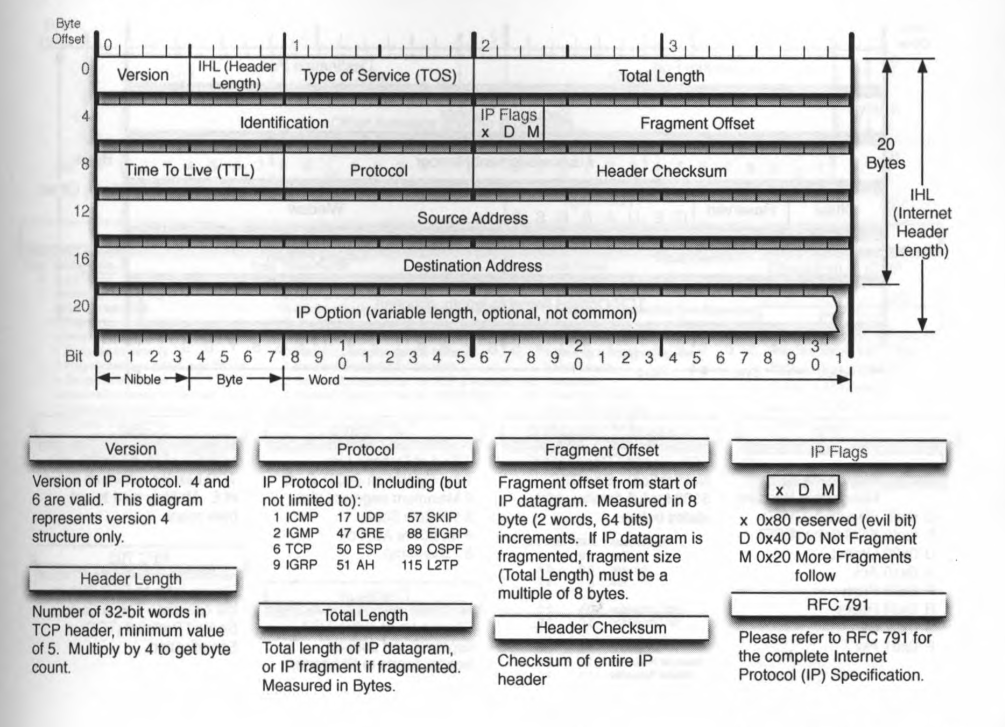 Byte
Offset
0 1 2 3
0 Version IHL (Header Length) Type of Service (TOS) Total Length
4 Identification IP Flags x D M Fragment Offset
8 Time To Live (TTL) Protocol Header Checksum
12 Source Address
16 Destination Address
20 IP Option (variable length, optional, not common)
20
Bytes
IHL
(Internet
Header
Length)
Bit 0 1 2 3 4 5 6 7 8 9 10 1 2 3 4 5 6 7 8 9 20 1 2 3 4 5 6 7 8 9 30 1
Nibble Byte Word
Version
Version of IP Protocol. 4 and
6 are valid. This diagram
represents version 4
structure only.
Header Length
Number of 32-bit words in
TCP header, minimum value
of 5. Multiply by 4 to get byte
count.
Protocol
IP Protocol ID. Including (but
not limited to):
1 ICMP 17 UDP 57 SKIP
2 IGMP 47 GRE 88 EIGRP
6 TCP 50 ESP 89 OSPF
9 IGRP 51 AH 115 L2TP
Total Length
Total length of IP datagram,
or IP fragment if fragmented.
Measured in Bytes.
Fragment Offset
Fragment offset from start of
IP datagram. Measured in 8
byte (2 words, 64 bits)
increments. If IP datagram is
fragmented, fragment size
(Total Length) must be a
multiple of 8 bytes.
Header Checksum
Checksum of entire IP
header
IP Flags
x D M
x 0x80 reserved (evil bit)
D 0x40 Do Not Fragment
M 0x20 More Fragments
follow
RFC 791
Please refer to RFC 791 for
the complete Internet
Protocol (IP) Specification.